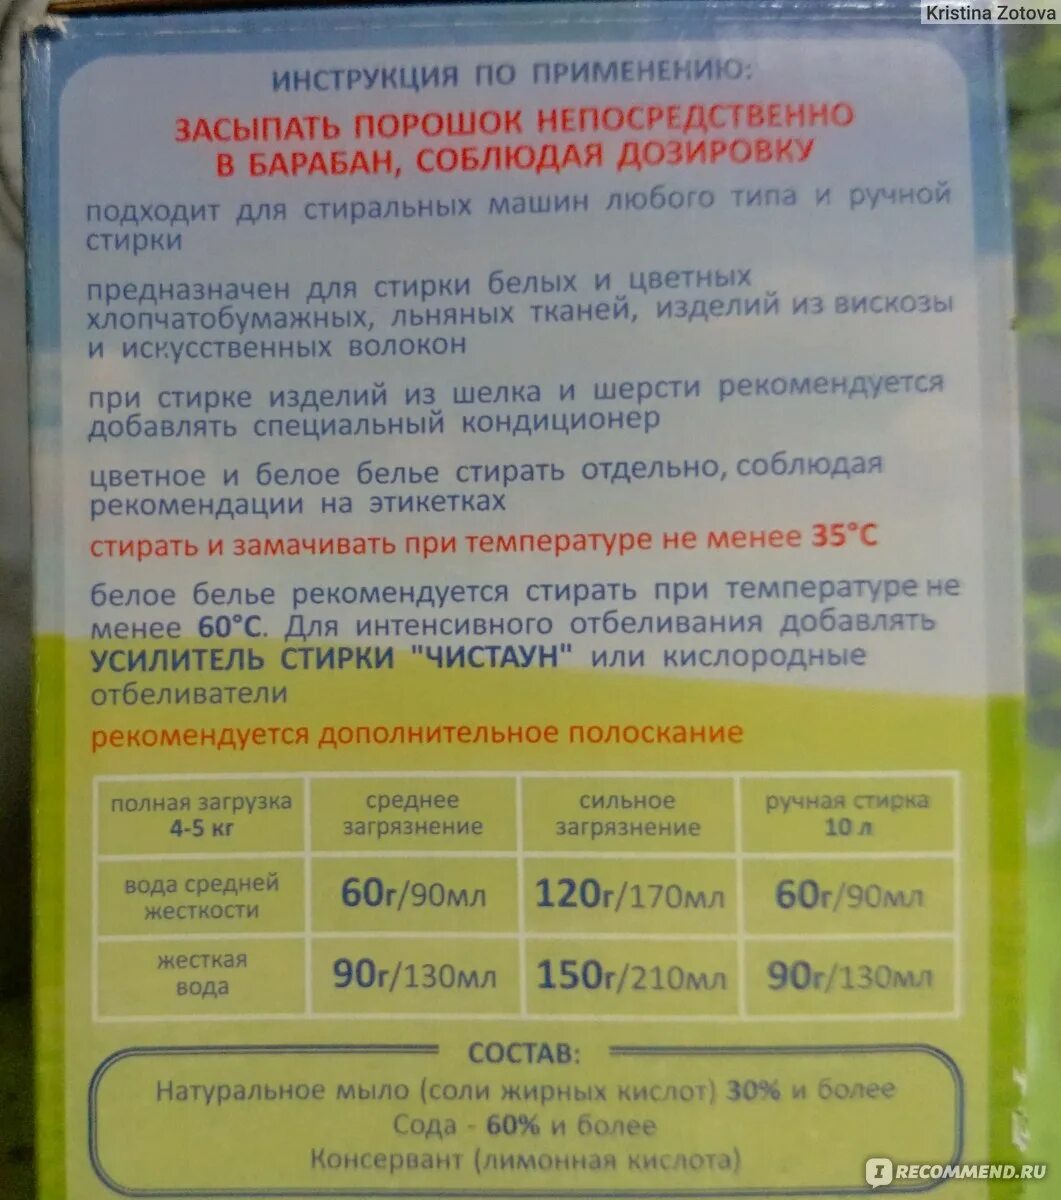 Kristina Zotova
ИНСТРУКЦИЯ ПО ПРИМЕНЕНИЮ:
ЗАСЫПАТЬ ПОРОШОК НЕПОСРЕДСТВЕННО
В БАРАБАН, СОБЛЮДАЯ ДОЗИРОВКУ
подходит для стиральных машин любого типа и ручной
стирки
предназначен для стирки белых и цветных
хлопчатобумажных, льняных тканей, изделий из вискозы
и искусственных волокон
при стирке изделий из шелка и шерсти рекомендуется
добавлять специальный кондиционер
цветное и белое белье стирать отдельно, соблюдая
рекомендации на этикетках
стирать и замачивать при температуре не менее 35°С
белое белье рекомендуется стирать при температуре не
менее 60°С. Для интенсивного отбеливания добавлять
УСИЛИТЕЛЬ СТИРКИ "ЧИСТАУН" или кислородные
отбеливатели
рекомендуется дополнительное полоскание
полная загрузка
4-5 кг
среднее
загрязнение
сильное
загрязнение
ручная стирка
10 л
вода средней
жесткости
60г/90мл
120г/170мл
60г/90мл
жесткая
вода
90г/130мл
150г/210мл
90г/130мл
СОСТАВ:
Натуральное мыло (соли жирных кислот) 30% и более
Сода - 60% и более
Консервант (лимонная кислота)
I RECOMMEND.RU